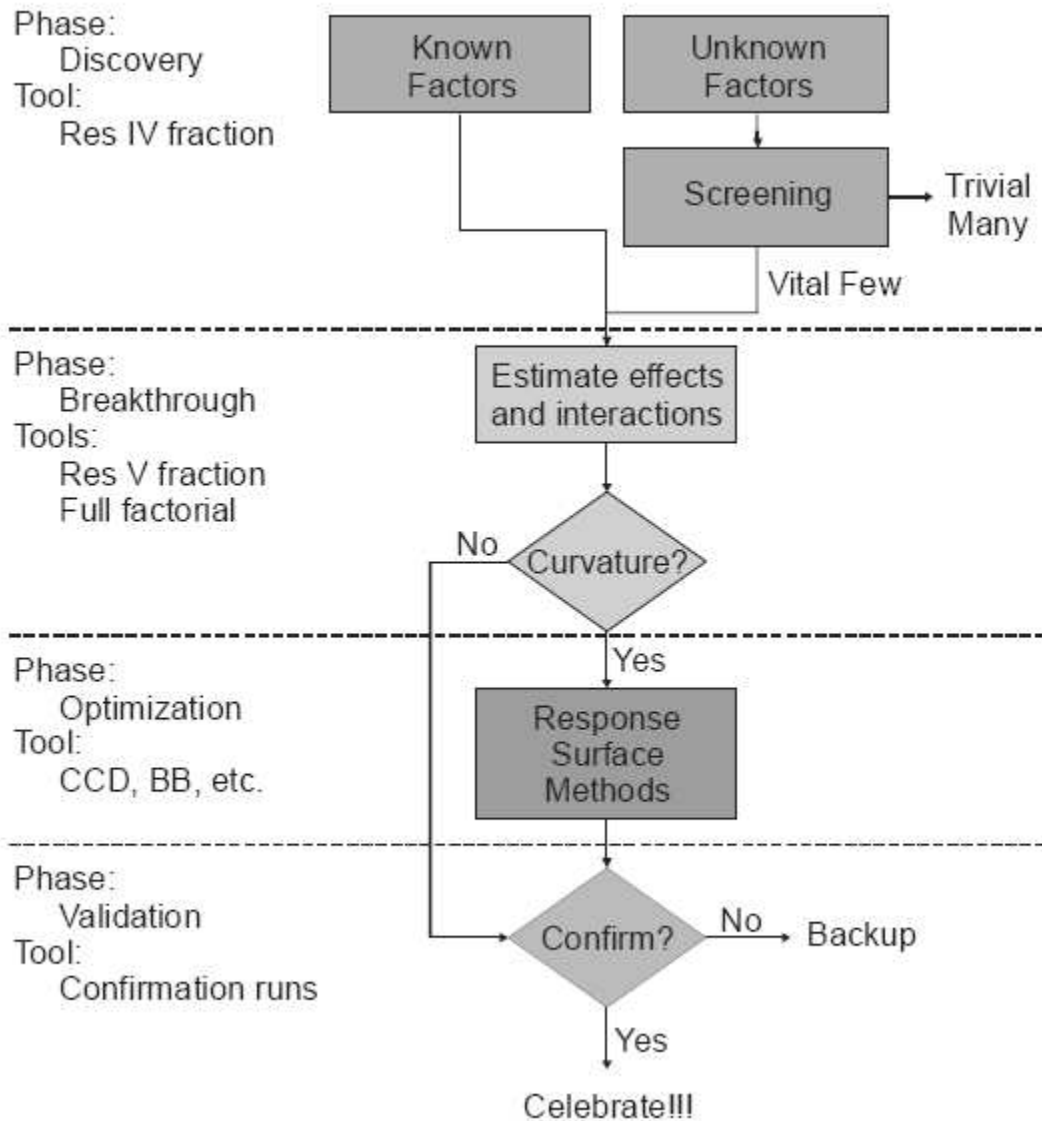 Phase:
Discovery
Tool:
Res IV fraction
Known
Factors
Unknown
Factors
Screening
Trivial
Many
Vital Few
Phase:
Breakthrough
Tools:
Res V fraction
Full factorial
Estimate effects
and interactions
No
Curvature?
Yes
Phase:
Optimization
Tool:
CCD, BB, etc.
Response
Surface
Methods
Phase:
Validation
Tool:
Confirmation runs
Confirm?
No
Backup
Yes
Celebrate!!!